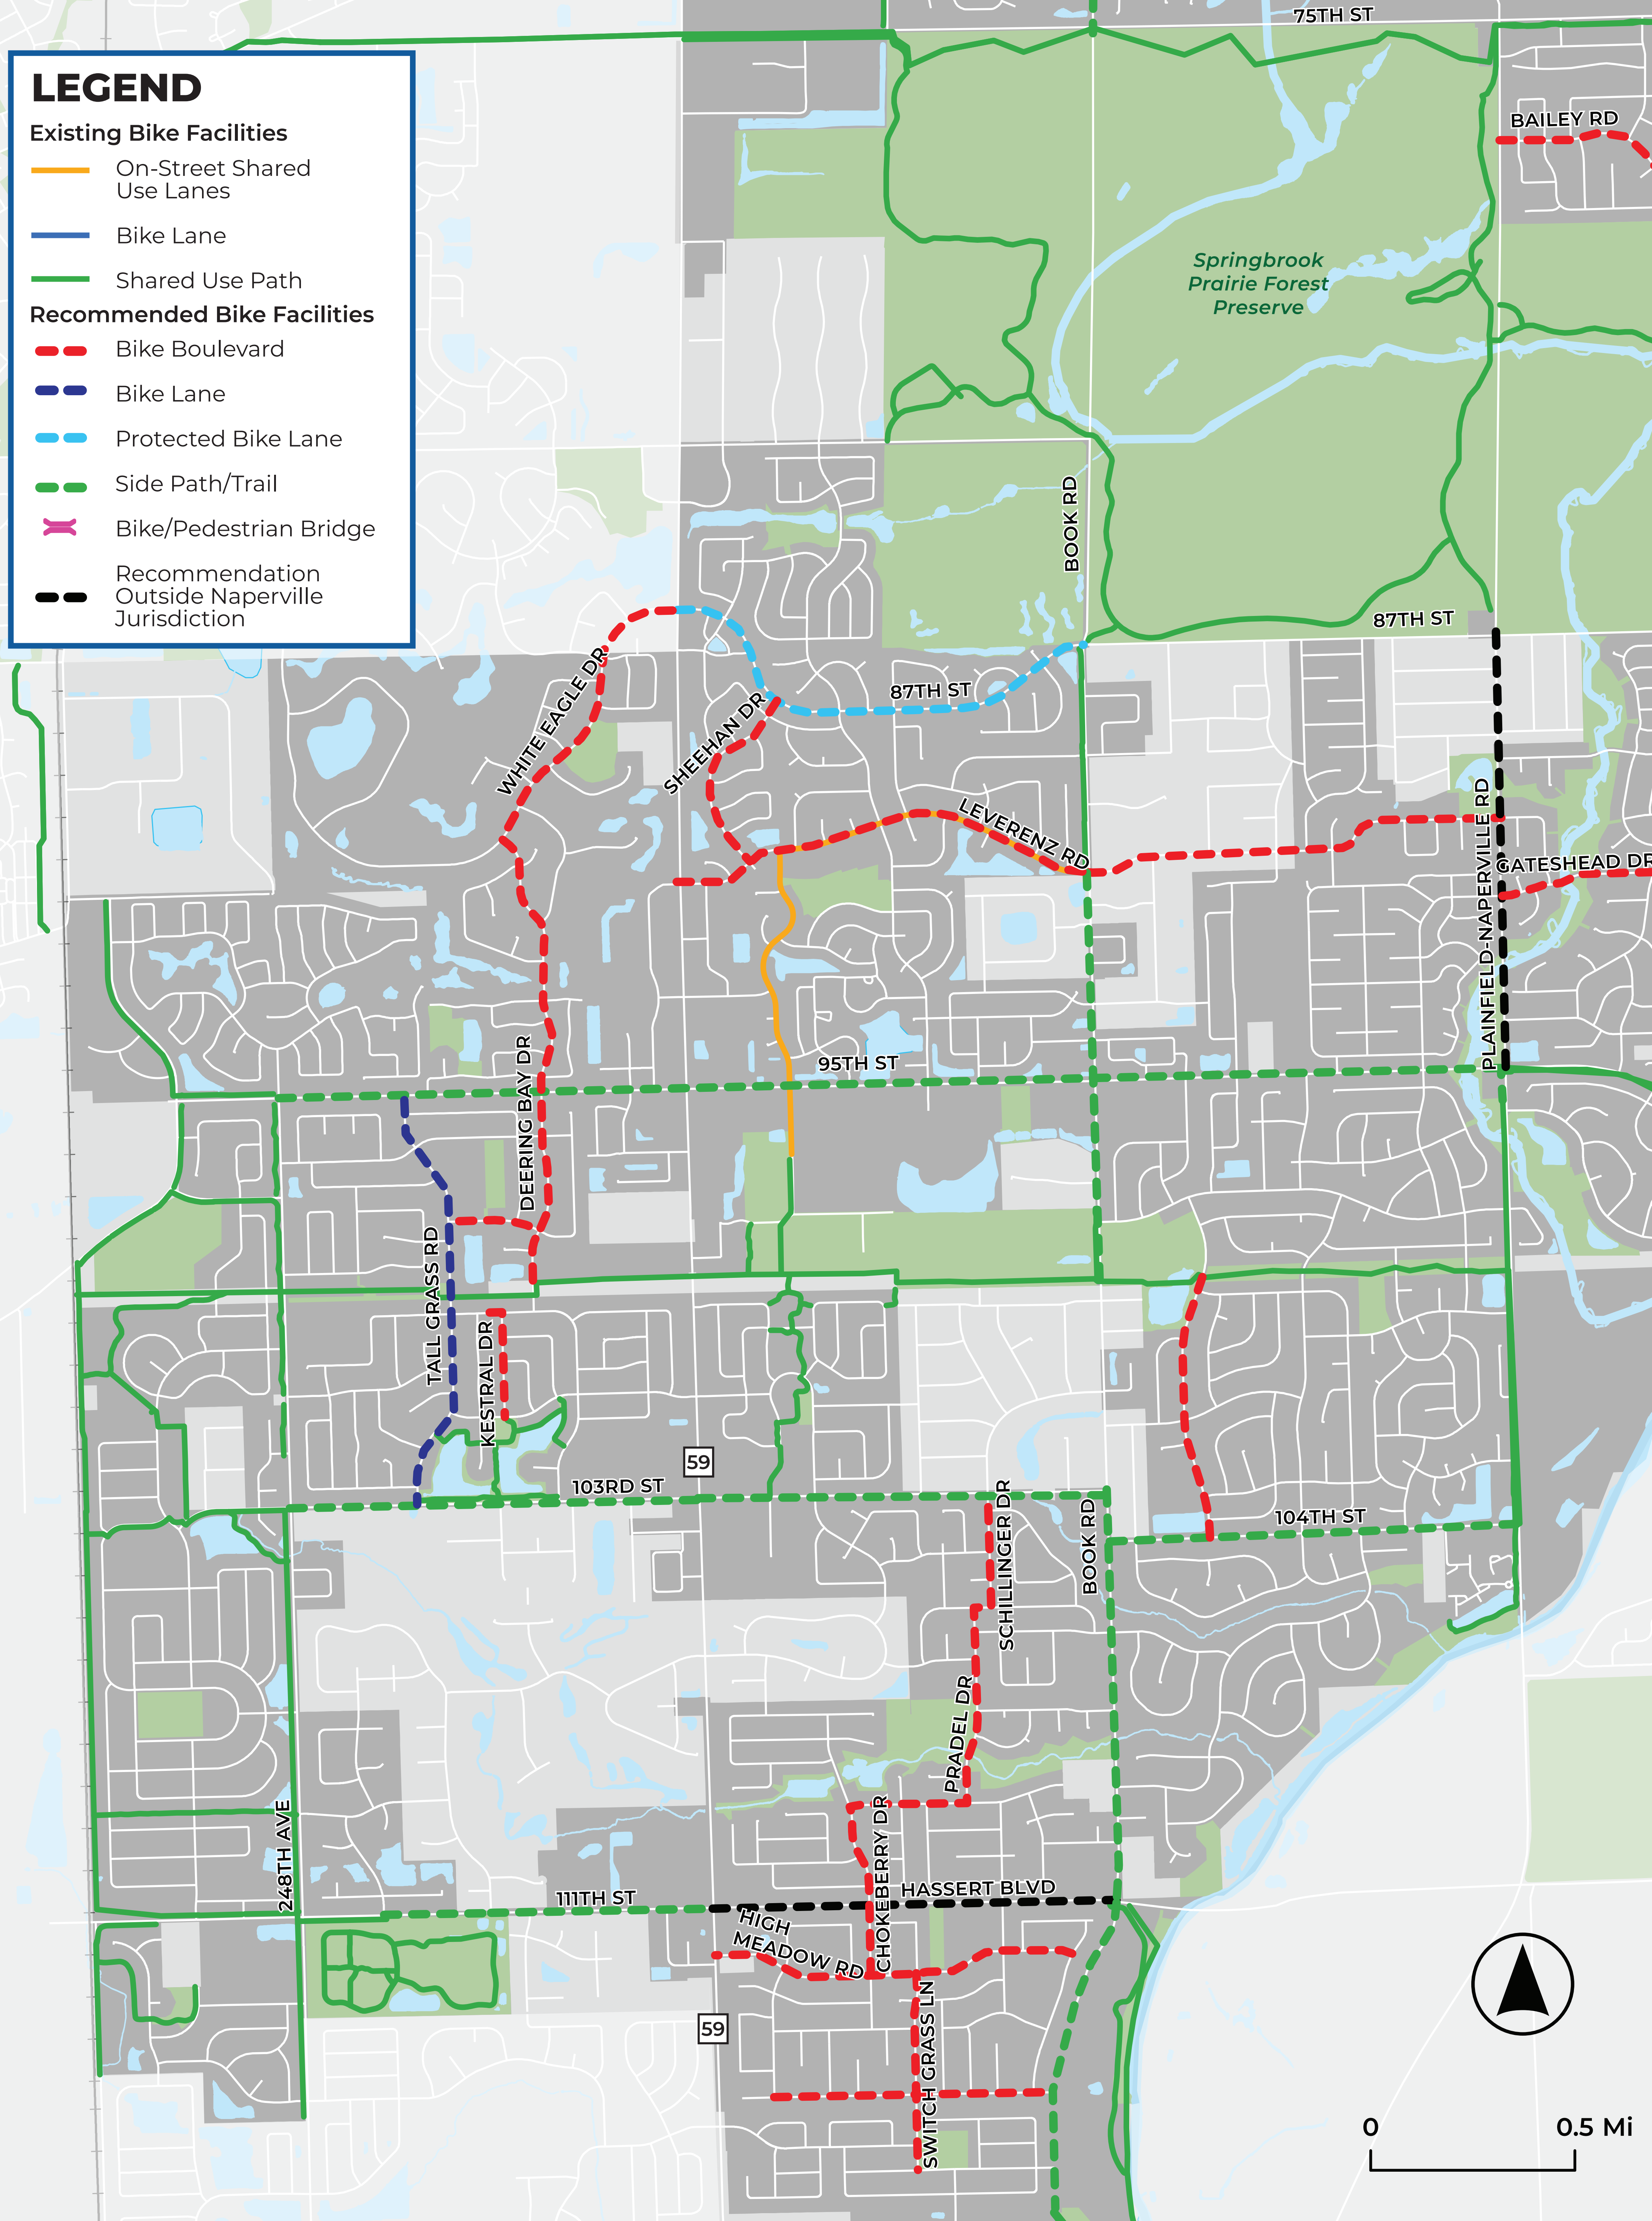 75TH ST
LEGEND
Existing Bike Facilities
On-Street Shared
Use Lanes
Bike Lane
Shared Use Path
Recommended Bike Facilities
Bike Boulevard
Bike Lane
Protected Bike Lane
Side Path/Trail
Bike/Pedestrian Bridge
Recommendation
Outside Naperville
Jurisdiction
BAILEY RD
Springbrook
Prairie Forest
Preserve
BOOK RD
87TH ST
WHITE EAGLE DR
SHEEHAN DR
87TH ST
LEVERENZ RD
PLAINFIELD-NAPERVILLE RD
GATESHEAD DR
95TH ST
DEERING BAY DR
TALL GRASS RD
KESTRAL DR
59
103RD ST
SCHILLINGER DR
BOOK RD
104TH ST
PRADEL DR
CHOKEBERRY DR
248TH AVE
111TH ST
HASSERT BLVD
HIGH
MEADOW RD
SWITCH GRASS LN
59
0 0.5 Mi